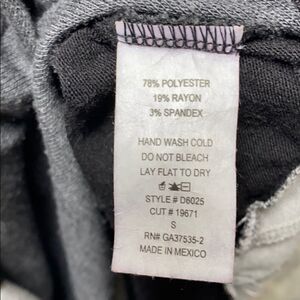 78% POLYESTER
19% RAYON
3% SPANDEX
HAND WASH COLD
DO NOT BLEACH
LAY FLAT TO DRY
STYLE # D6025
CUT # 19671
S
RN# GA37535-2
MADE IN MEXICO